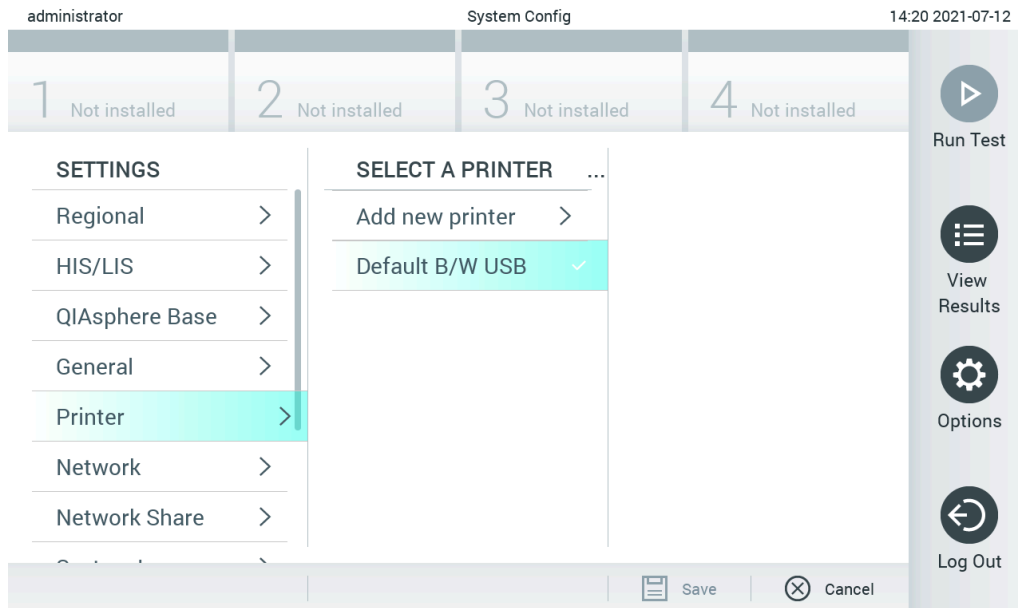 administrator
System Config
14:20 2021-07-12
1 Not installed
2 Not installed
3 Not installed
4 Not installed
SETTINGS
Regional
HIS/LIS
QIAsphere Base
General
Printer
Network
Network Share
SELECT A PRINTER ...
Add new printer
Default B/W USB
Run Test
View
Results
Options
Log Out
Save
Cancel